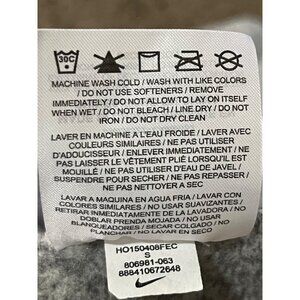 30C
MACHINE WASH COLD / WASH WITH LIKE COLORS
/ DO NOT USE SOFTENERS / REMOVE
IMMEDIATELY / DO NOT ALLOW TO LAY ON ITSELF
WHEN WET / DO NOT BLEACH / LINE DRY / DO NOT
IRON / DO NOT DRY CLEAN
LAVER EN MACHINE A L'EAU FROIDE / LAVER AVEC
COULEURS SIMILAIRES / NE PAS UTILISER
D'ADOUCISSEUR / ENLEVER IMMEDIATEMENT / NE
PAS LAISSER LE VÊTEMENT PLIÉ LORSQU'IL EST
MOUILLÉ / NE PAS UTILISER D'EAU DE JAVEL /
SUSPENDRE POUR SECHER / NE PAS REPASSER /
NE PAS NETTOYER A SEC
LAVAR A MAQUINA EN AGUA FRIA / LAVAR CON
COLORES SIMILARES / NO USAR SUAVIZANTES /
RETIRAR INMEDIATAMENTE DE LA LAVADORA / NO
DOBLAR PRENDA MOJADA / NO USAR
BLANQUEADORES / SECAR COLGADO / NO
PLANCHAR / NO LAVAR EN SECO
HO150408FEC
S
806981-063
888410672648